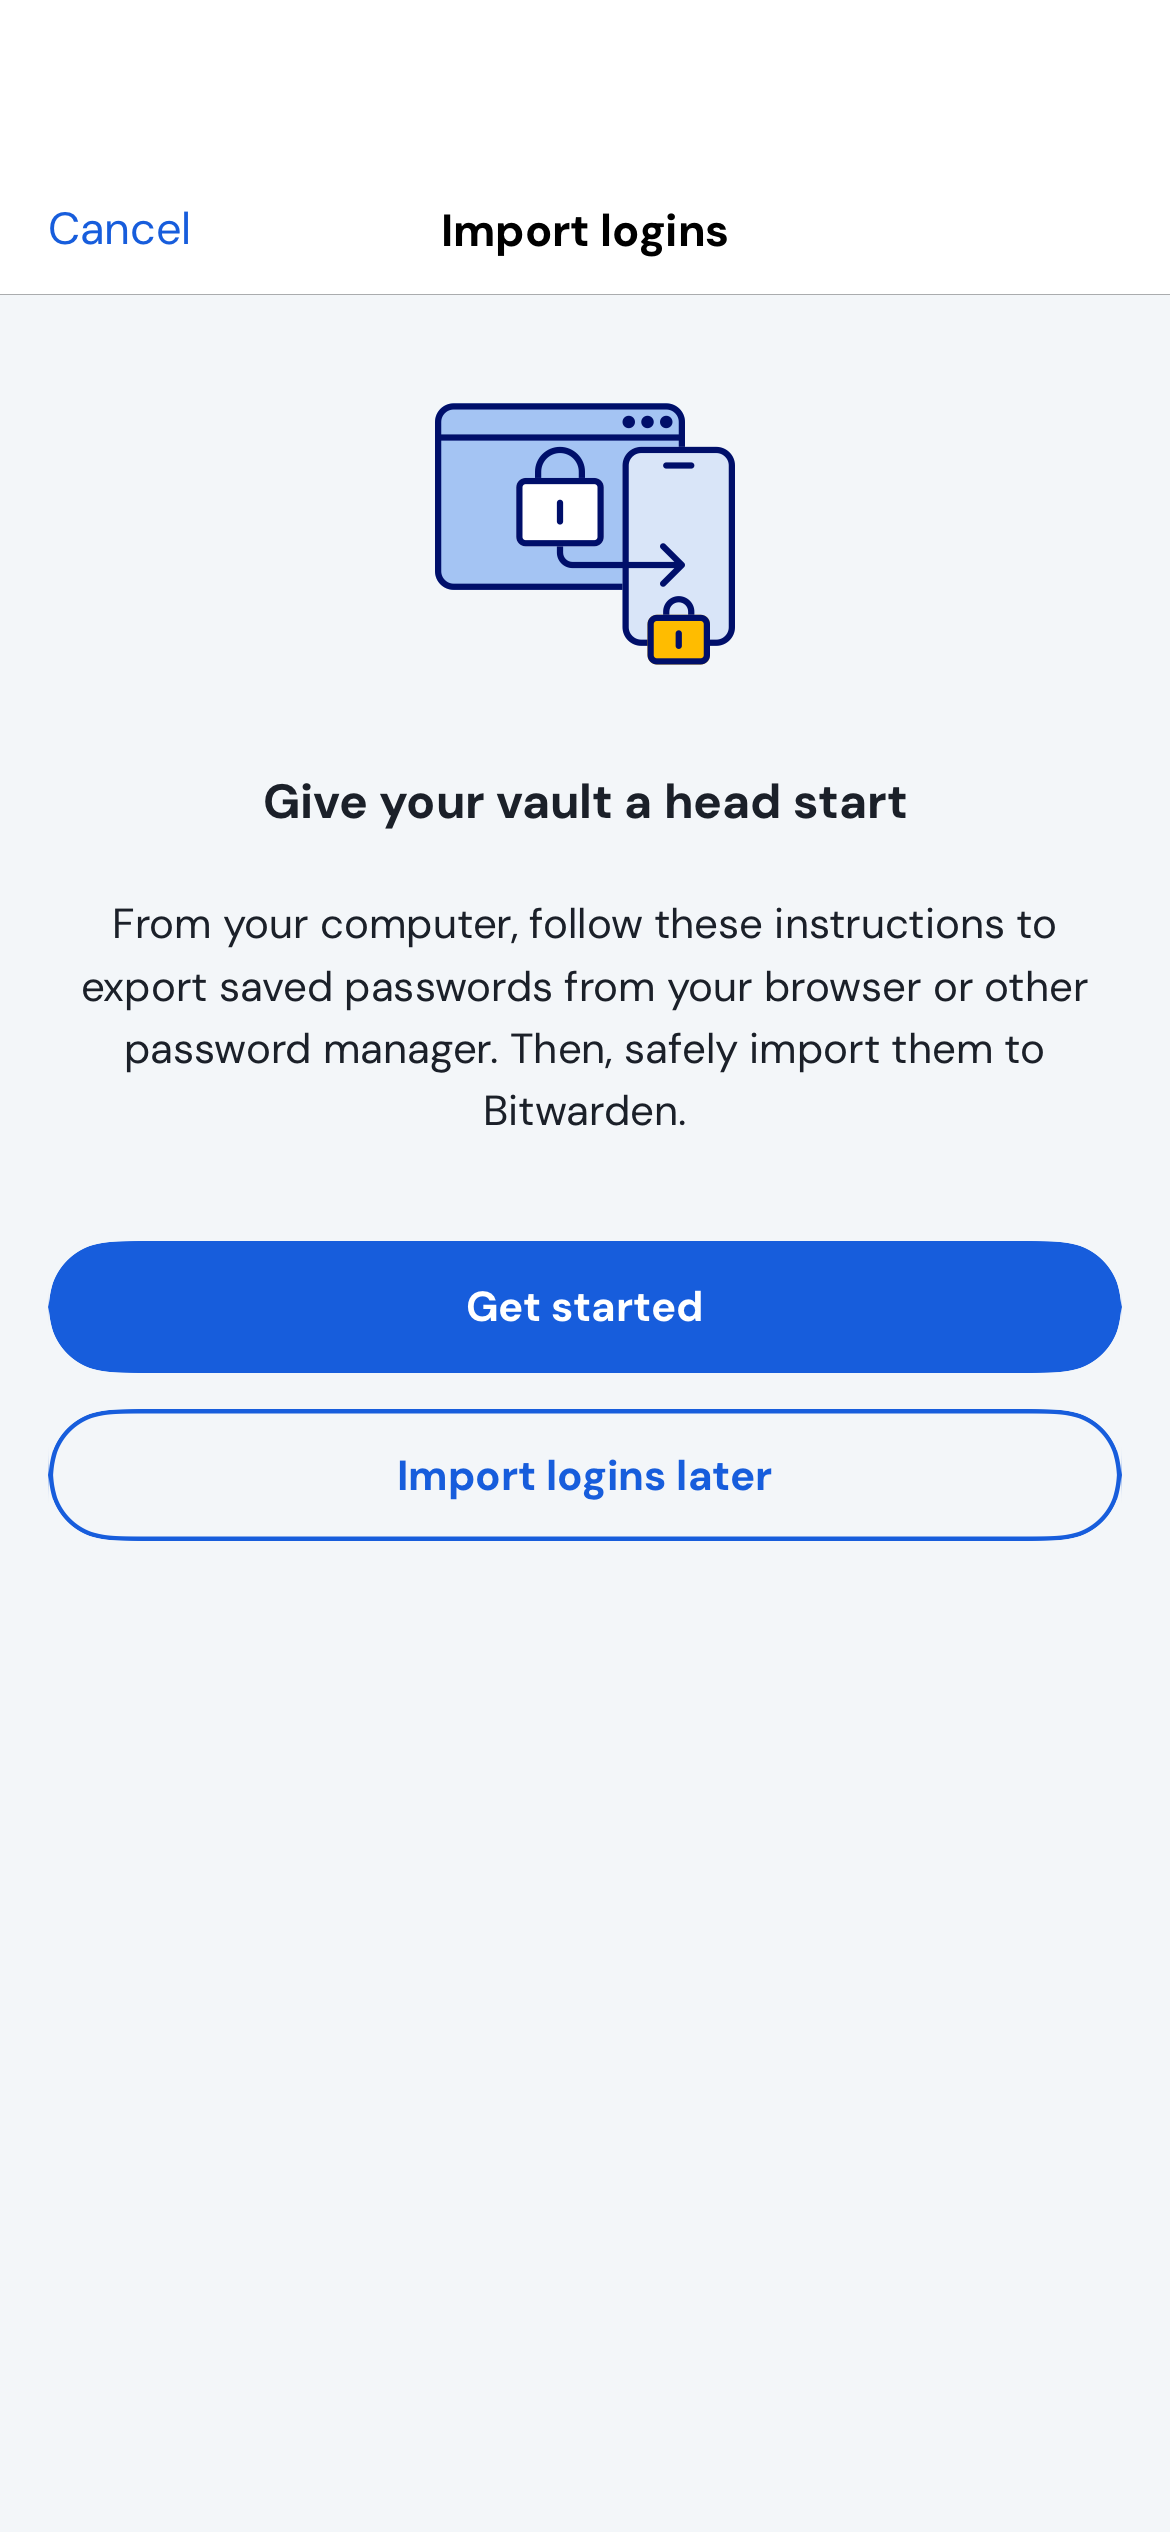 Cancel
Import logins
Give your vault a head start
From your computer, follow these instructions to
export saved passwords from your browser or other
password manager. Then, safely import them to
Bitwarden.
Get started
Import logins later